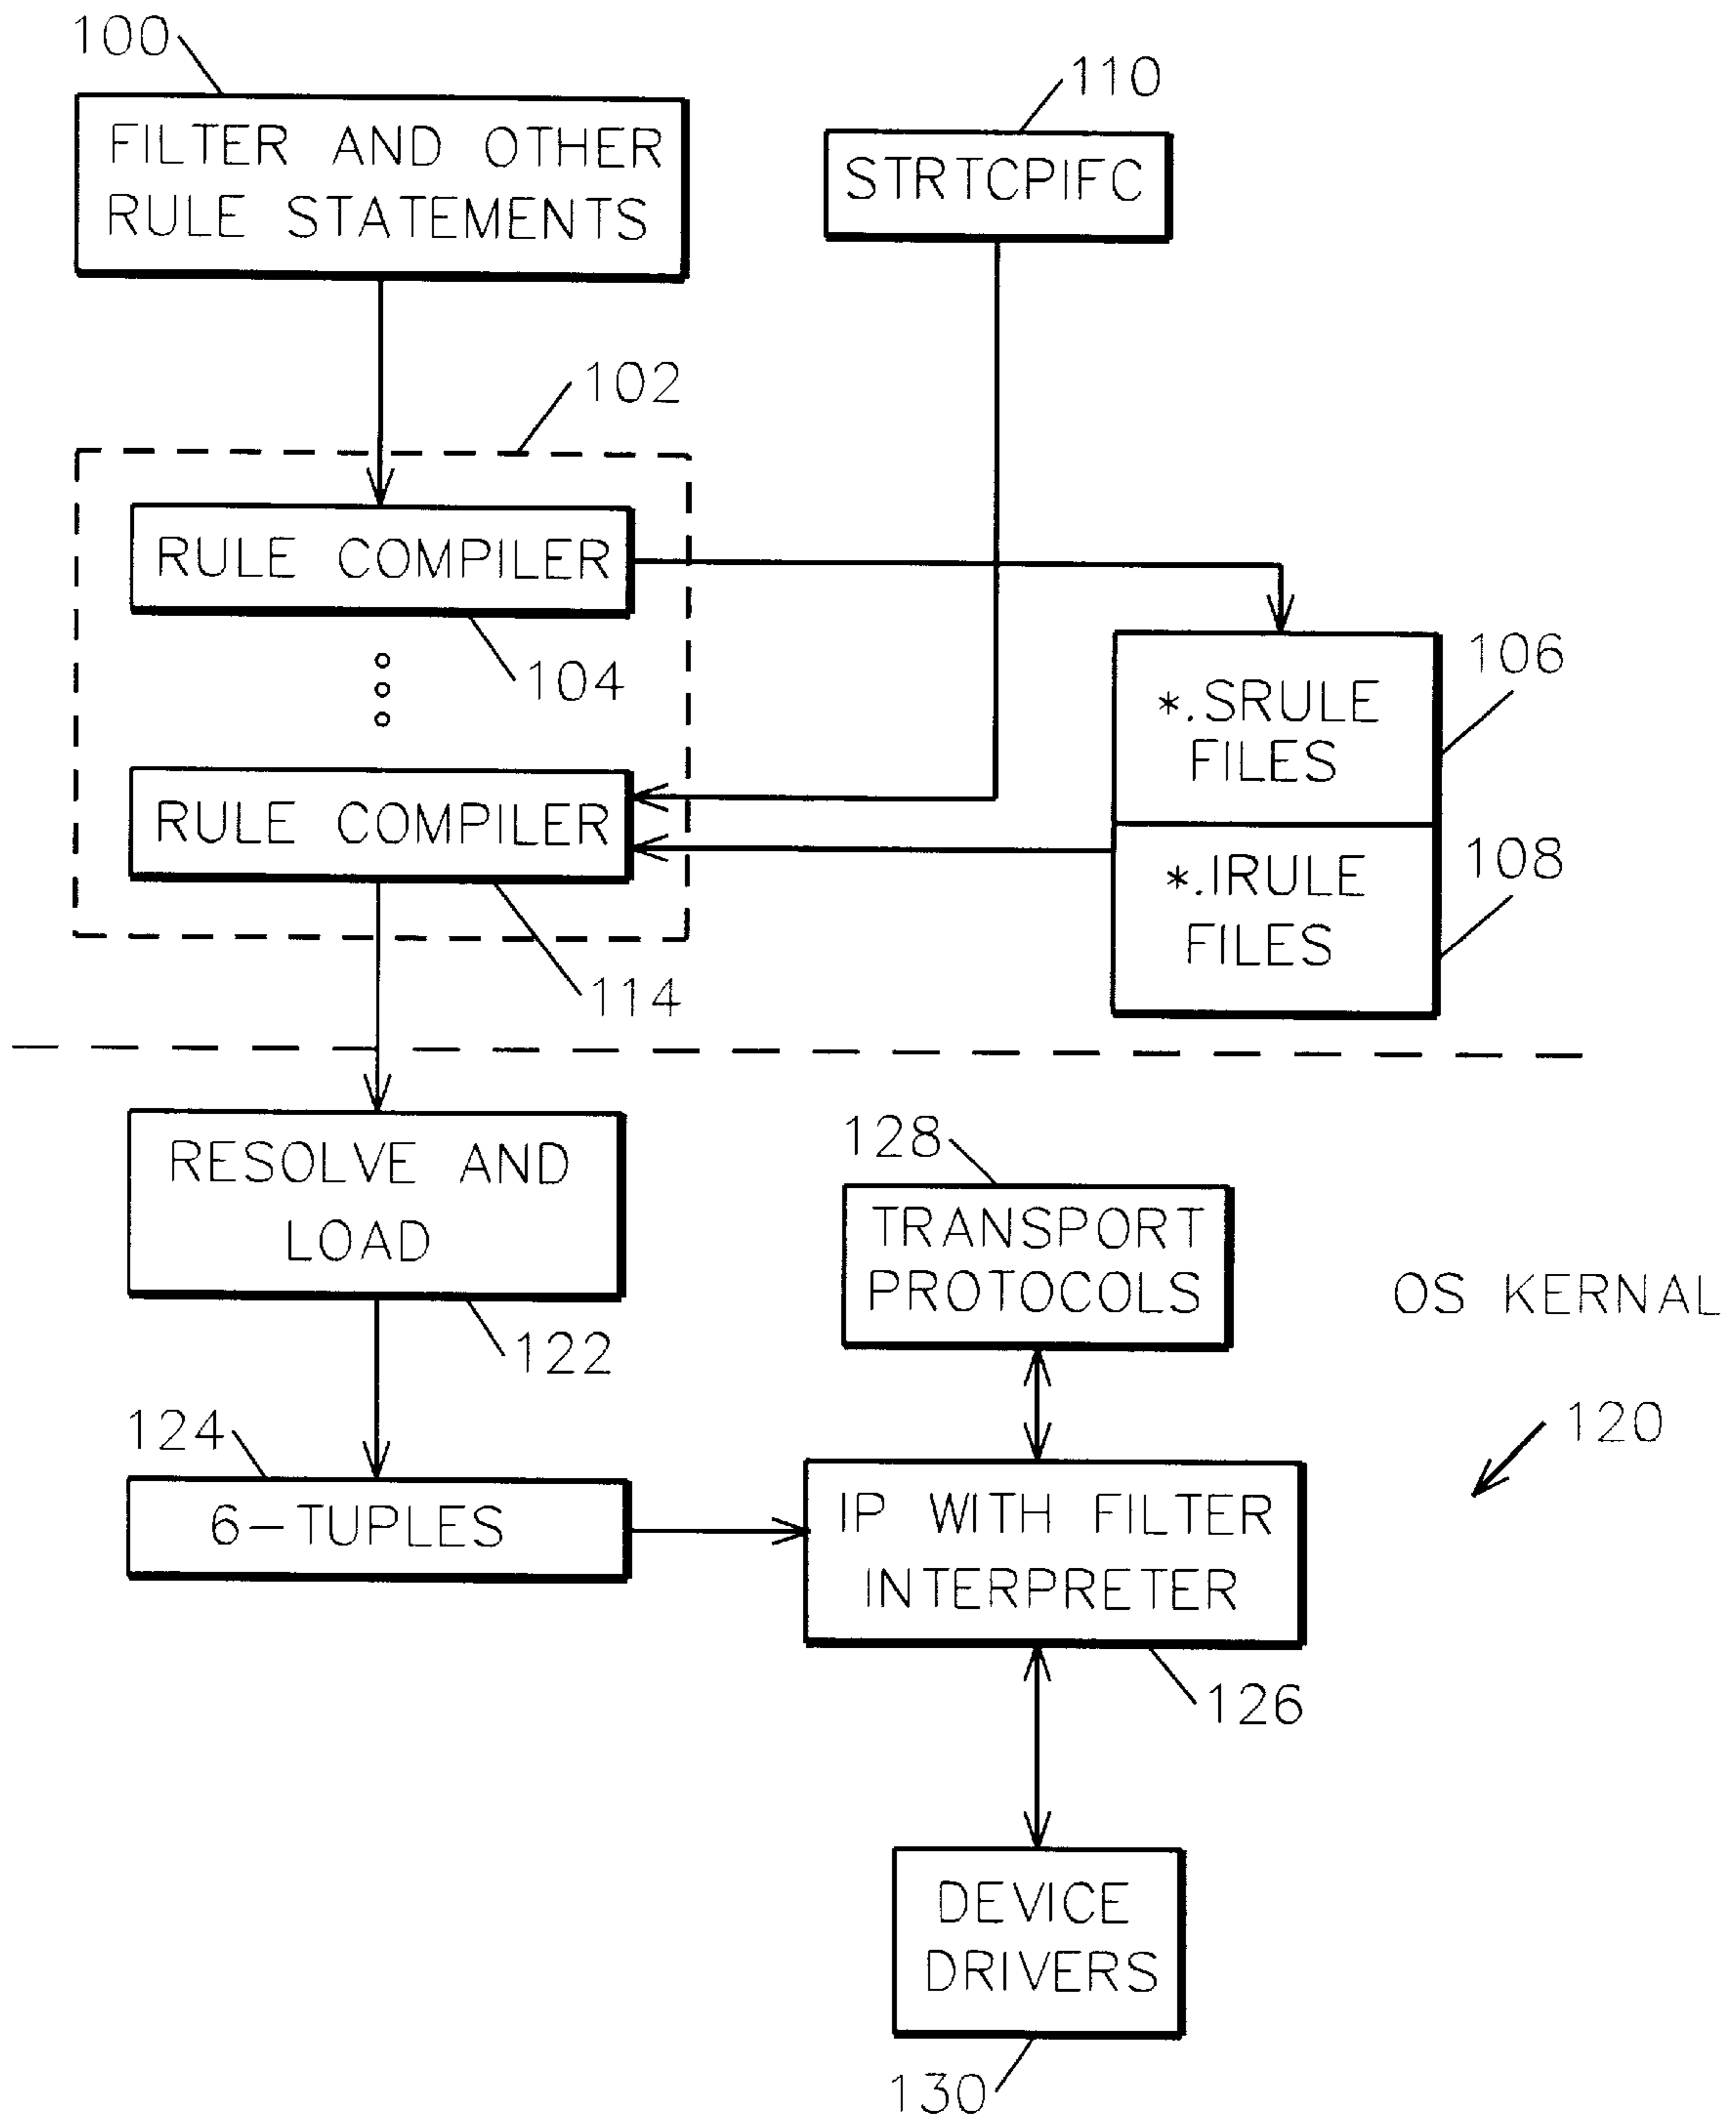 100
110
FILTER AND OTHER
RULE STATEMENTS
STRTCPIFC
102
RULE COMPILER
104
106
*.SRULE
FILES
RULE COMPILER
108
*.IRULE
FILES
114
RESOLVE AND
LOAD
128
TRANSPORT
PROTOCOLS
OS KERNAL
122
124
120
6-TUPLES
IP WITH FILTER
INTERPRETER
126
DEVICE
DRIVERS
130